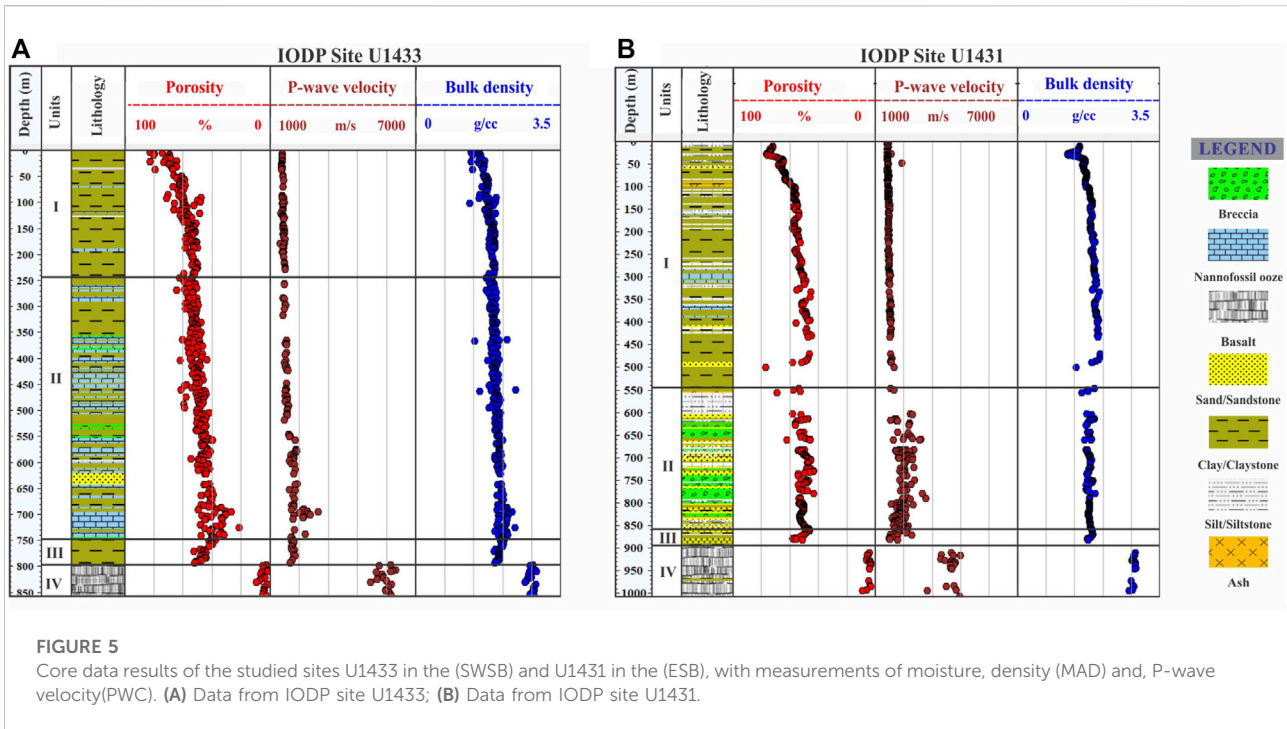 A
IODP Site U1433
Depth (m)
Units
Lithology
Porosity
100 % 0
P-wave velocity
1000 m/s 7000
Bulk density
0 g/cc 3.5
0
50
100
150
200
250
300
350
400
450
500
550
600
650
700
750
800
850
I
II
III
IV
B
IODP Site U1431
Depth (m)
Units
Lithology
Porosity
100 % 0
P-wave velocity
1000 m/s 7000
Bulk density
0 g/cc 3.5
0
50
100
150
200
250
300
350
400
450
500
550
600
650
700
750
800
850
900
950
1000
I
II
III
IV
LEGEND
Breccia
Nannofossil ooze
Basalt
Sand/Sandstone
Clay/Claystone
Silt/Siltstone
Ash
FIGURE 5
Core data results of the studied sites U1433 in the (SWSB) and U1431 in the (ESB), with measurements of moisture, density (MAD) and, P-wave
velocity(PWC). (A) Data from IODP site U1433; (B) Data from IODP site U1431.